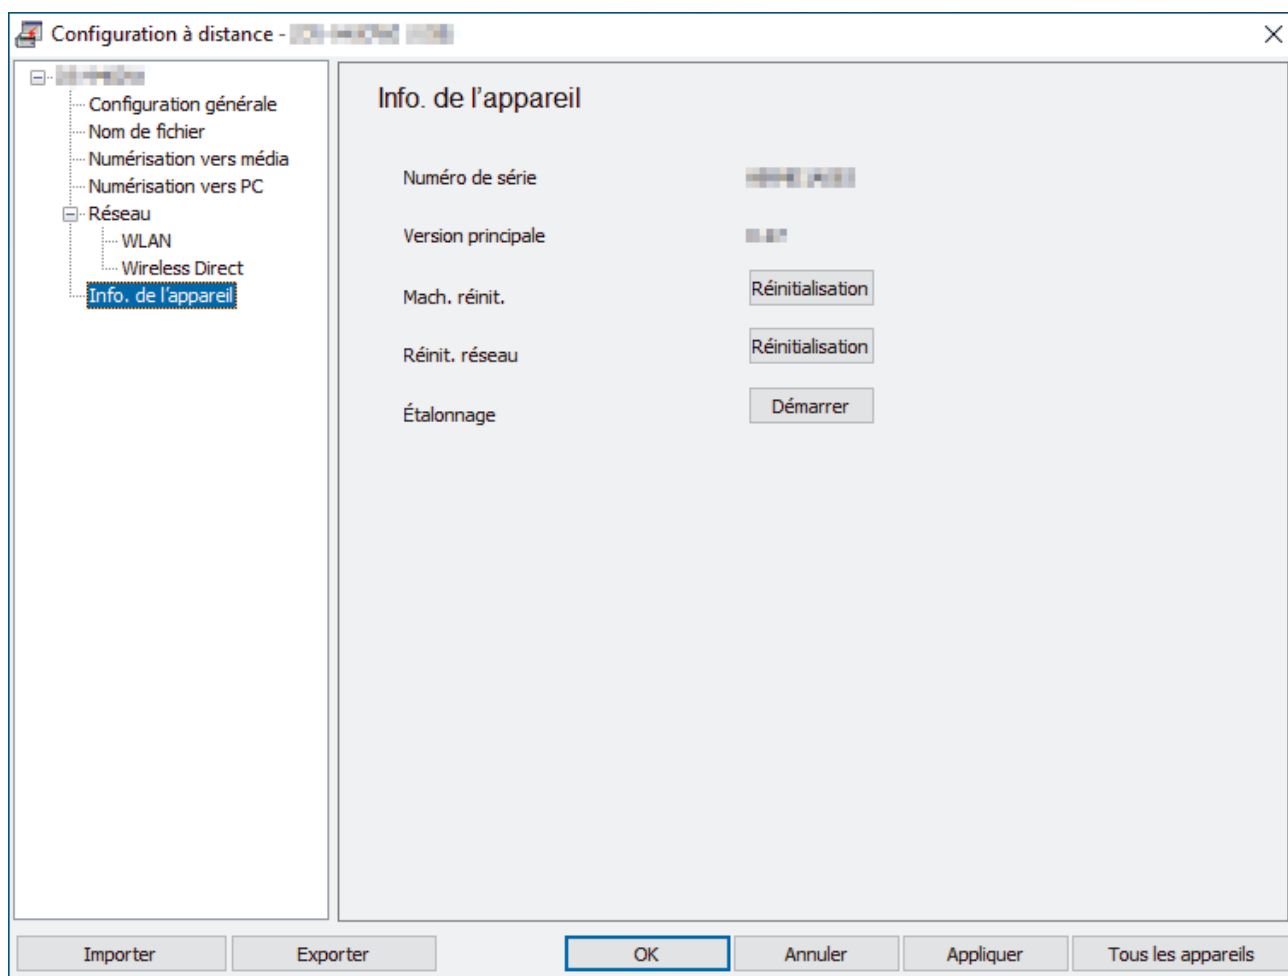 Configuration à distance -
Configuration générale
Nom de fichier
Numérisation vers média
Numérisation vers PC
Réseau
WLAN
Wireless Direct
Info. de l'appareil
Info. de l'appareil
Numéro de série
Version principale
Mach. réinit.
Réinitialisation
Réinit. réseau
Réinitialisation
Étalonnage
Démarrer
Importer
Exporter
OK
Annuler
Appliquer
Tous les appareils